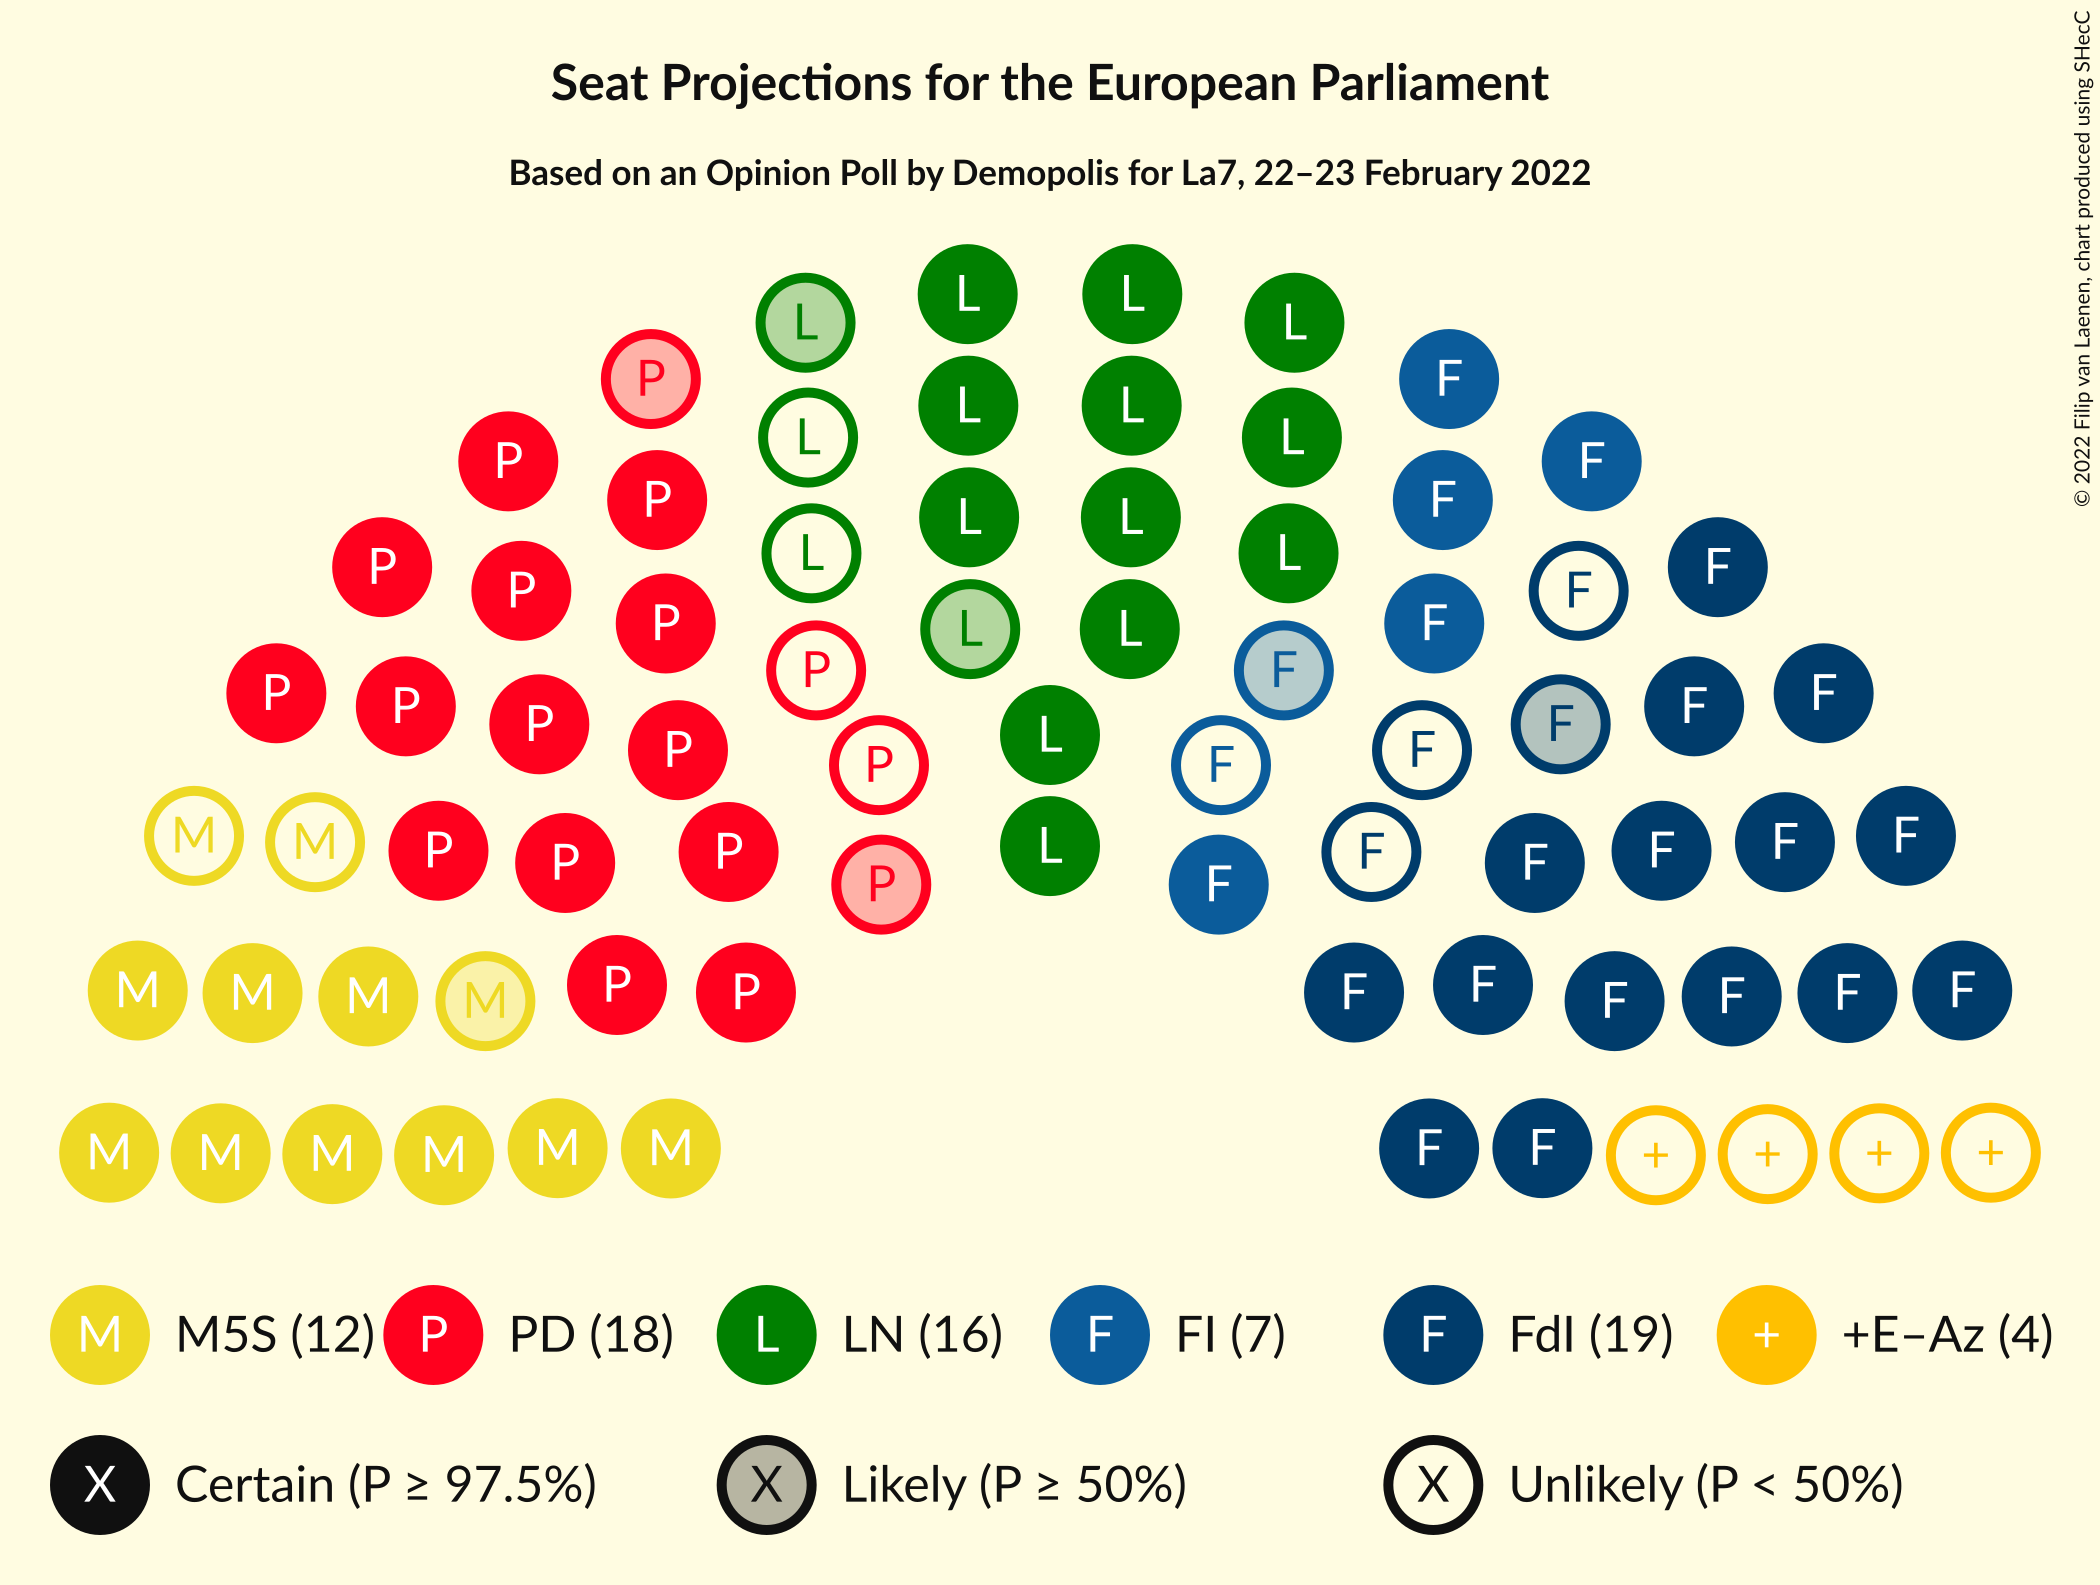 Seat Projections for the European Parliament
Based on an Opinion Poll by Demopolis for La7, 22–23 February 2022
© 2022 Filip van Laenen, chart produced using SHecC
L L L L
P L L F
P L L F
P L L F
P P L L F F
P L L F
P P P F F F
P P P L F F F
M M P P P P L F F F F F F
M M M M P P F F F F F F
M M M M M M F F + + + +
M M5S (12) P PD (18) L LN (16) F FI (7) F FdI (19) + +E–Az (4)
X Certain (P ≥ 97.5%) X Likely (P ≥ 50%) X Unlikely (P < 50%)